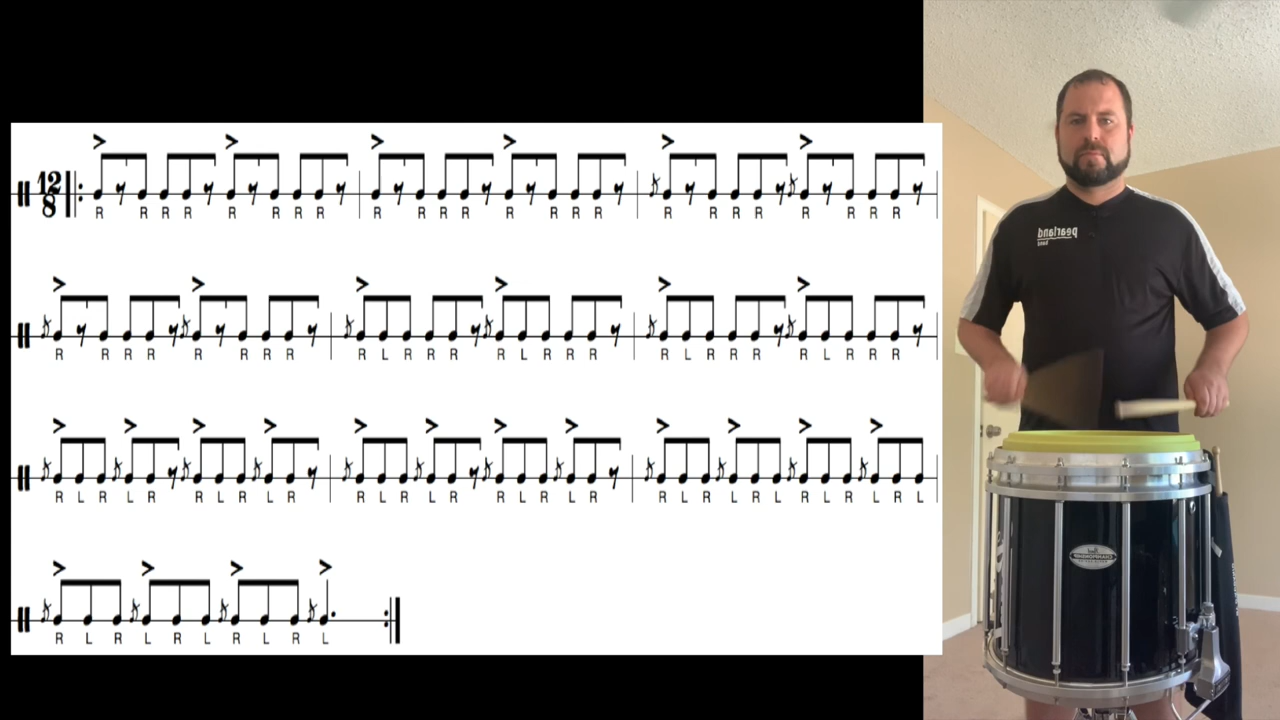 12
8
R R R R R R R R R R R R R R R R R R R R R R R R R R R R R R
R R R R R R R R R R R L R R R R L R R R R L R R R R L R R R
R L R L R R L R L R R L R L R R L R L R R L R L R L R L R L R L
R L R L R L R L R L
pearland
band